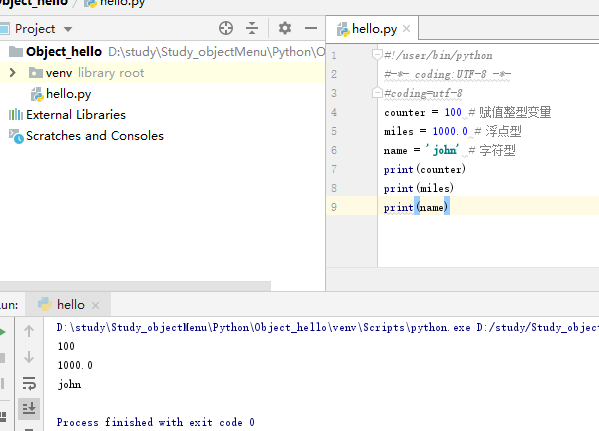 Object_hello
hello.py
Project
Object_hello D:\study\Study_objectMenu\Python\O
venv library root
hello.py
External Libraries
Scratches and Consoles
hello.py
1 #!/user/bin/python
2 #-*- coding:UTF-8 -*-
3 #coding=utf-8
4 counter = 100 # 赋值整型变量
5 miles = 1000.0 # 浮点型
6 name = 'john' # 字符型
7 print(counter)
8 print(miles)
9 print(name)
un: hello
D:\study\Study_objectMenu\Python\Object_hello\venv\Scripts\python.exe D:/study/Study_objec
100
1000.0
john
Process finished with exit code 0